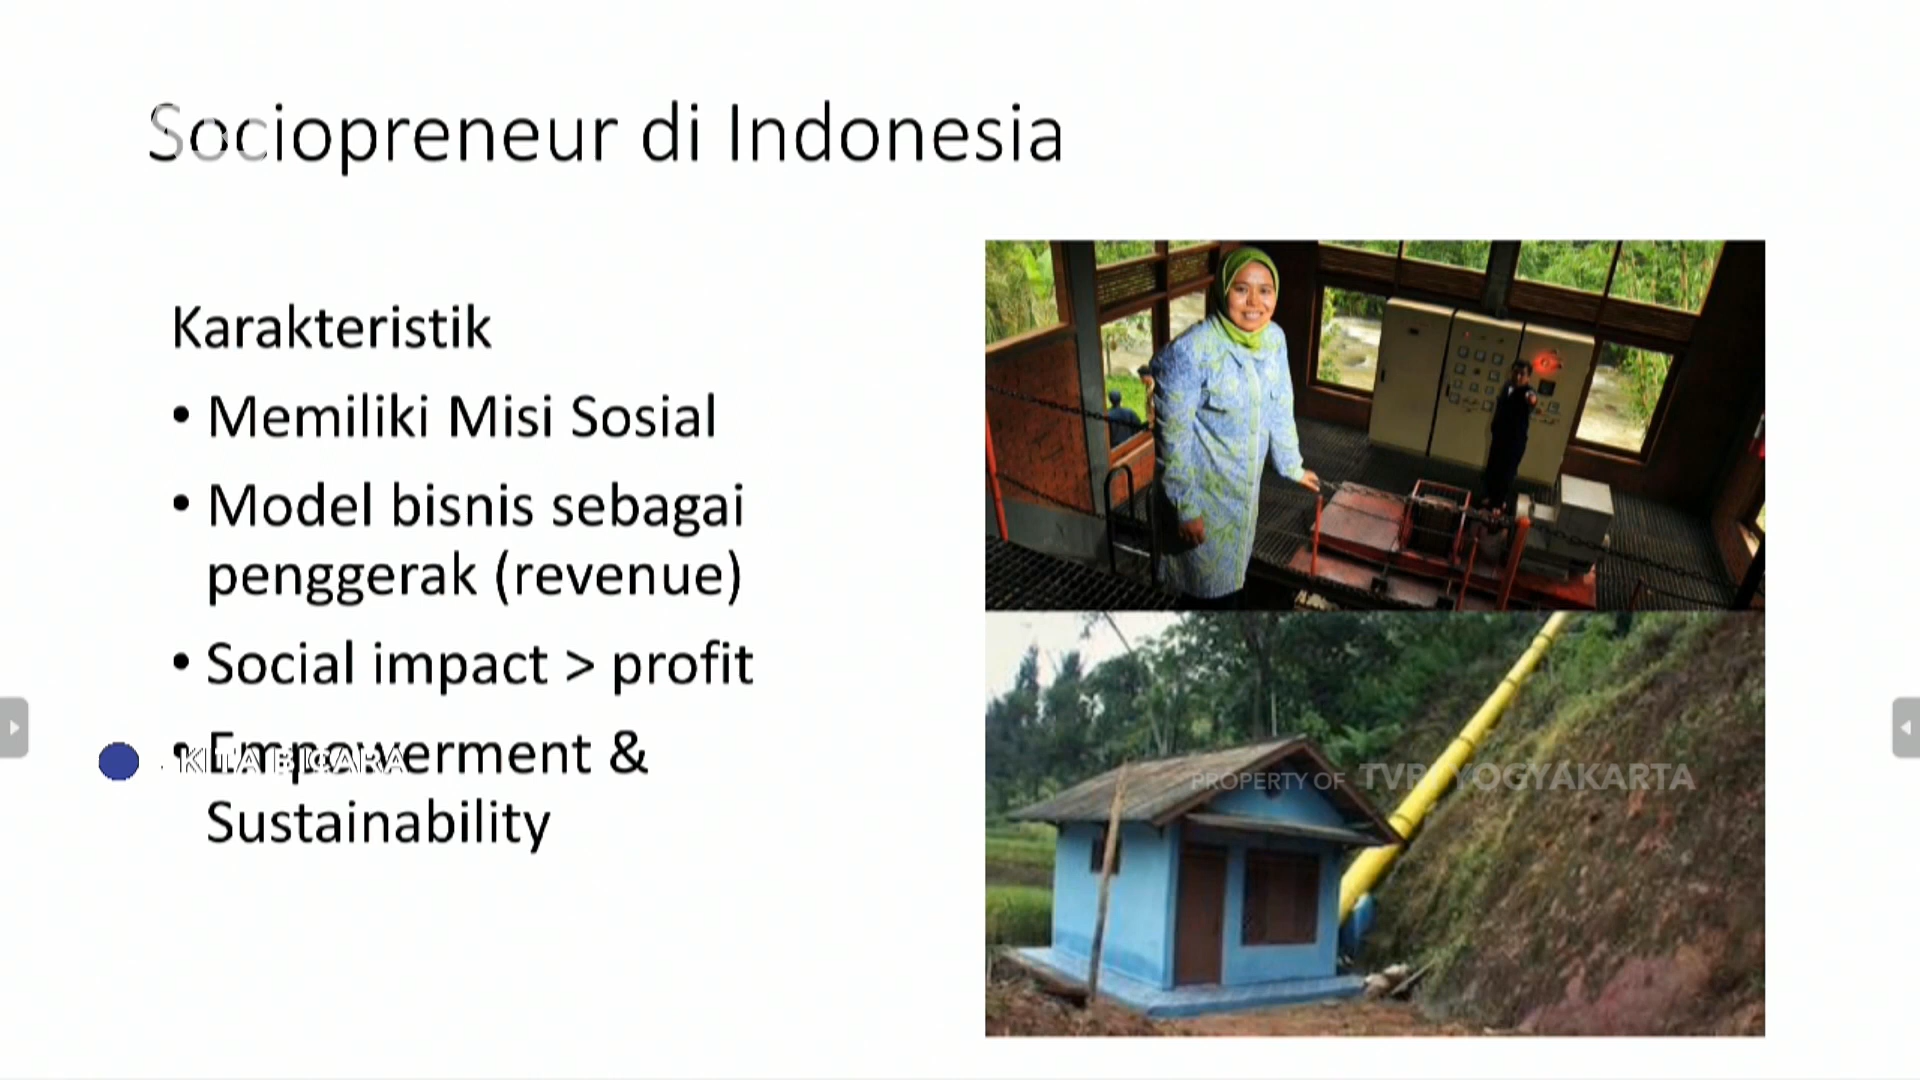 Sociopreneur di Indonesia
Karakteristik
• Memiliki Misi Sosial
• Model bisnis sebagai
penggerak (revenue)
• Social impact > profit
• Empowerment &
Sustainability
KITA BICARA
PROPERTY OF TVRI YOGYAKARTA